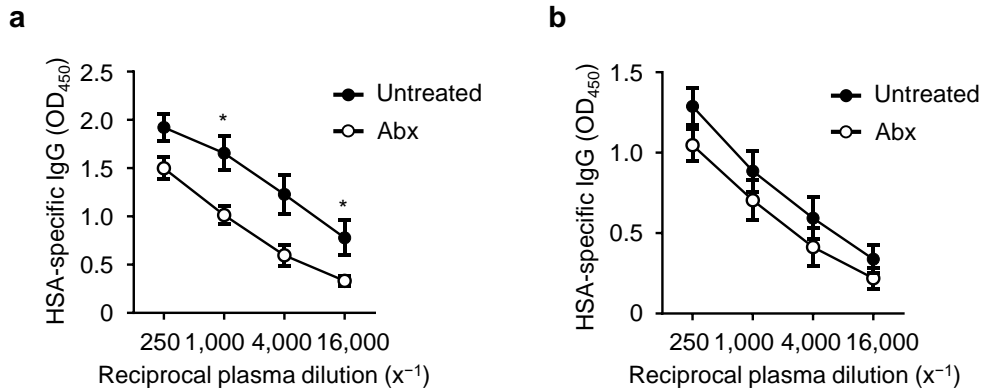 a
HSA-specific IgG (OD₄₅₀)
2.5
2.0
1.5
1.0
0.5
0
*
*
Untreated
Abx
250 1,000 4,000 16,000
Reciprocal plasma dilution (x⁻¹)
b
HSA-specific IgG (OD₄₅₀)
1.5
1.0
0.5
0
Untreated
Abx
250 1,000 4,000 16,000
Reciprocal plasma dilution (x⁻¹)